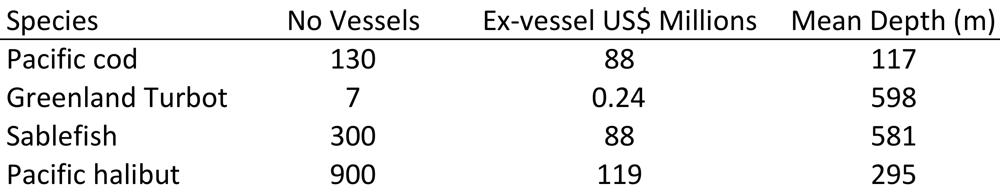 Species No Vessels Ex-vessel US$ Millions Mean Depth (m)
Pacific cod 130 88 117
Greenland Turbot 7 0.24 598
Sablefish 300 88 581
Pacific halibut 900 119 295